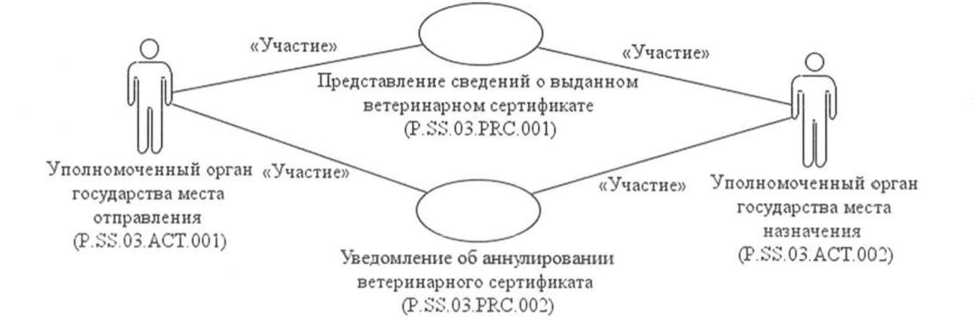 «Участие»
«Участие»
Представление сведений о выданном
ветеринарном сертификате
(P.SS.03.PRC.001)
Уполномоченный орган
государства места
отправления
(P.SS.03.ACT.001)
«Участие»
«Участие»
Уполномоченный орган
государства места
назначения
(P.SS.03.ACT.002)
Уведомление об аннулировании
ветеринарного сертификата
(P.SS.03.PRC.002)